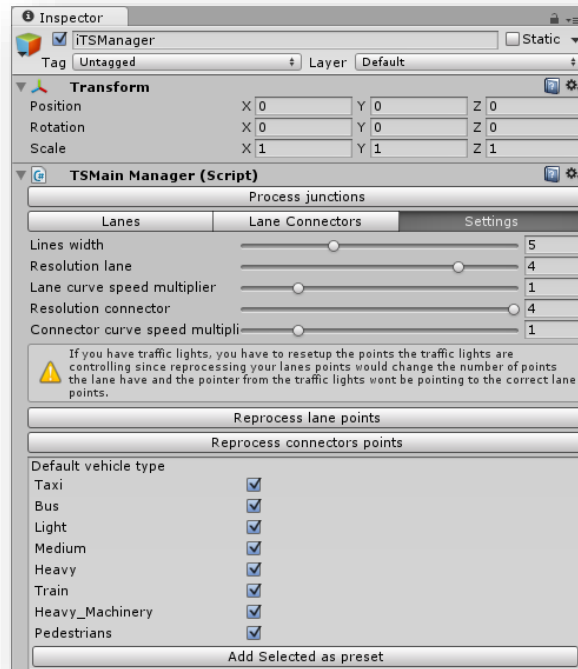 Inspector
iTSManager Static
Tag Untagged Layer Default
Transform
Position X 0 Y 0 Z 0
Rotation X 0 Y 0 Z 0
Scale X 1 Y 1 Z 1
TSMain Manager (Script)
Process junctions
Lanes Lane Connectors Settings
Lines width 5
Resolution lane 4
Lane curve speed multiplier 1
Resolution connector 4
Connector curve speed multipli 1
If you have traffic lights, you have to resetup the points the traffic lights are
controlling since reprocessing your lanes points would change the number of points
the lane have and the pointer from the traffic lights wont be pointing to the correct lane
points.
Reprocess lane points
Reprocess connectors points
Default vehicle type
Taxi
Bus
Light
Medium
Heavy
Train
Heavy_Machinery
Pedestrians
Add Selected as preset